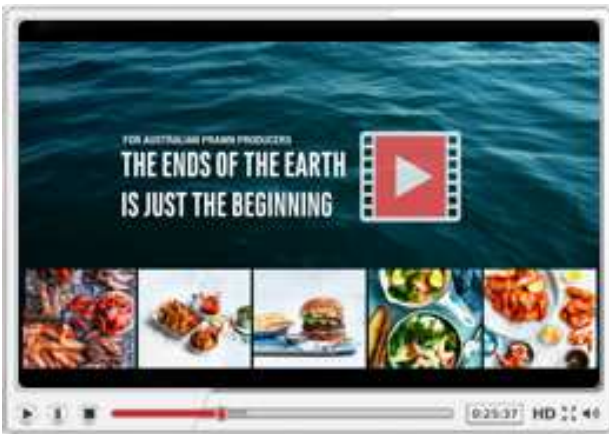 FOR AUSTRALIAN PRAWN PRODUCERS
THE ENDS OF THE EARTH
IS JUST THE BEGINNING
0:25:37 HD